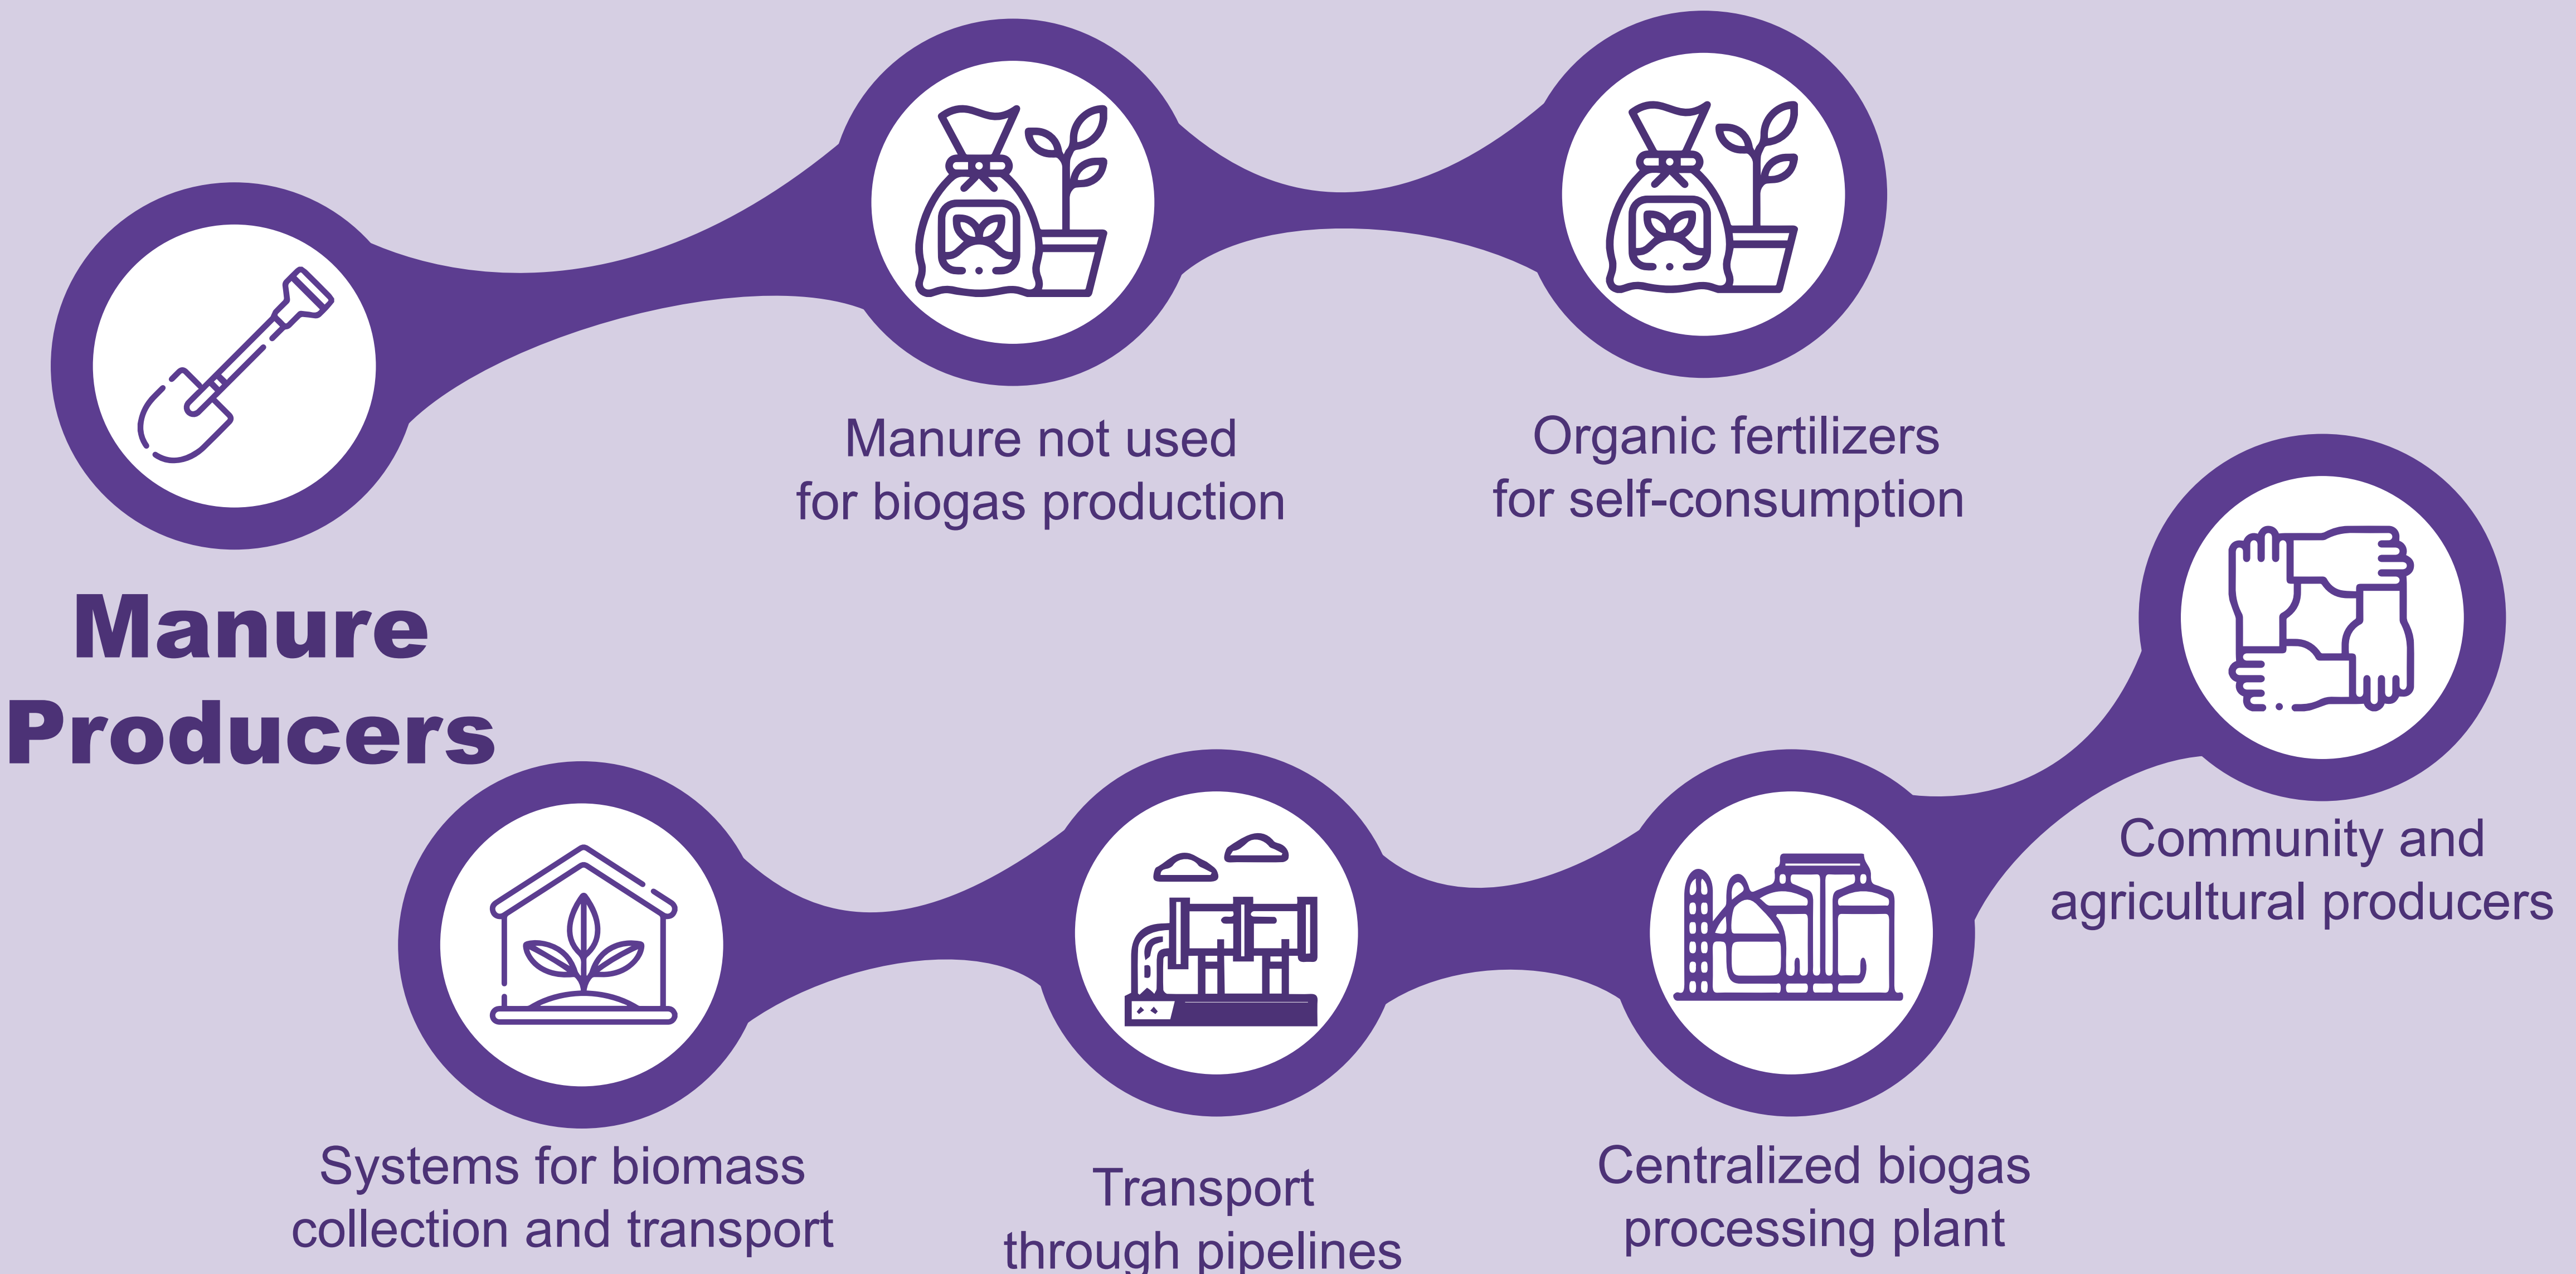 Manure
Producers
Manure not used
for biogas production
Organic fertilizers
for self-consumption
Systems for biomass
collection and transport
Transport
through pipelines
Centralized biogas
processing plant
Community and
agricultural producers